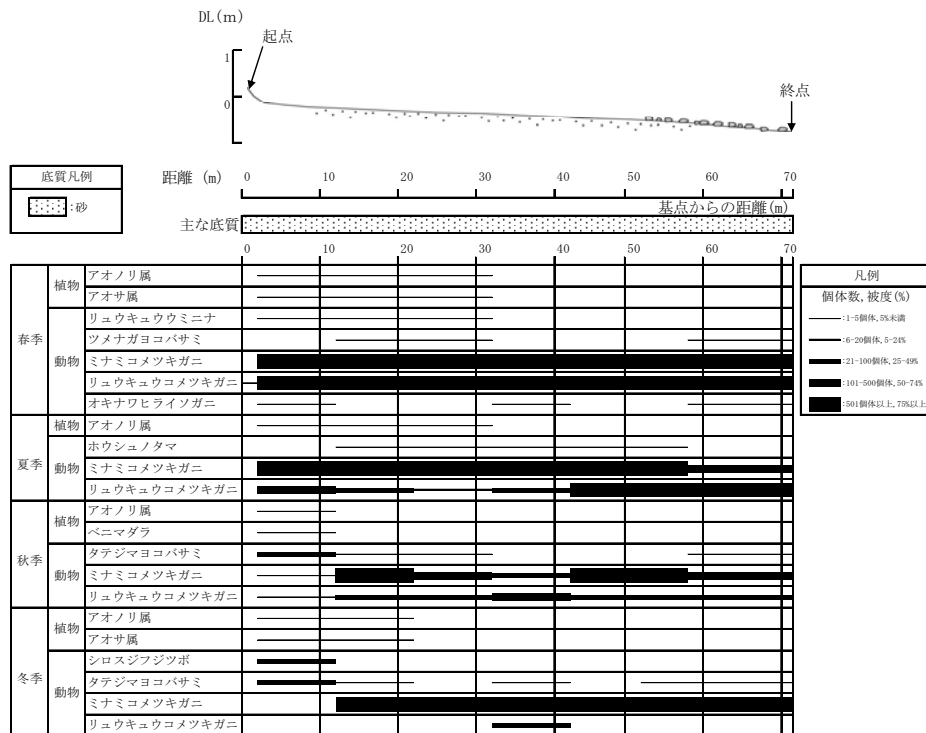 DL(m)
起点
1
0
終点
底質凡例
:砂
距離 (m)
0 10 20 30 40 50 60 70
基点からの距離(m)
主な底質
0 10 20 30 40 50 60 70
春季
植物
アオノリ属
アオサ属
動物
リュウキュウウミニナ
ツメナガヨコバサミ
ミナミコメツキガニ
リュウキュウコメツキガニ
オキナワヒライソガニ
夏季
植物
アオノリ属
動物
ホウシュノタマ
ミナミコメツキガニ
リュウキュウコメツキガニ
秋季
植物
アオノリ属
ベニマダラ
動物
タテジマヨコバサミ
ミナミコメツキガニ
リュウキュウコメツキガニ
冬季
植物
アオノリ属
アオサ属
動物
シロスジフジツボ
タテジマヨコバサミ
ミナミコメツキガニ
リュウキュウコメツキガニ
凡例
個体数,被度(%)
:1-5個体,5%未満
:6-20個体,5-24%
:21-100個体,25-49%
:101-500個体,50-74%
:501個体以上,75%以上